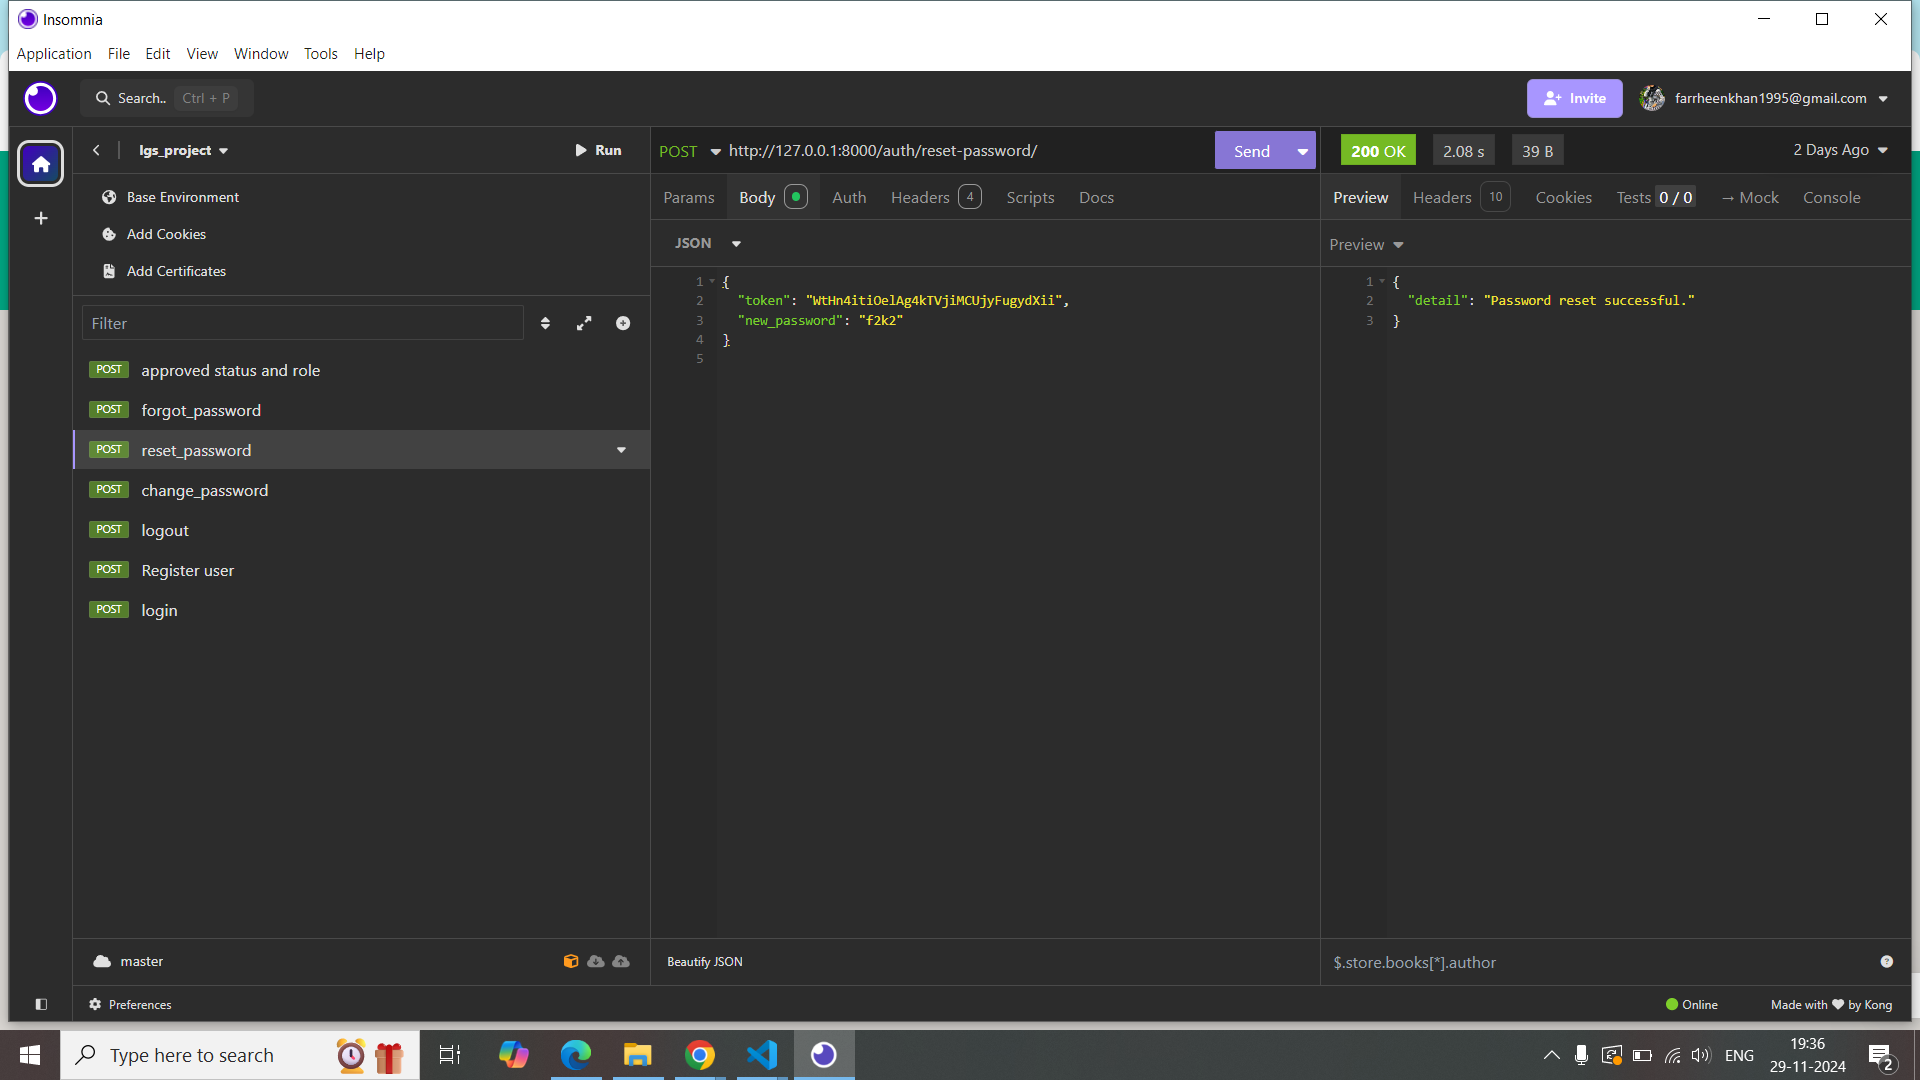 Insomnia
Application File Edit View Window Tools Help
Search.. Ctrl + P
Invite farrheenkhan1995@gmail.com
lgs_project Run
POST http://127.0.0.1:8000/auth/reset-password/ Send
200 OK 2.08 s 39 B 2 Days Ago
Base Environment
Add Cookies
Add Certificates
Params Body Auth Headers 4 Scripts Docs
Preview Headers 10 Cookies Tests 0 / 0 → Mock Console
JSON
Preview
1 {
2 "token": "WtHn4itiOelAg4kTVjiMCUjyFugydXii",
3 "new_password": "f2k2"
4 }
5
1 {
2 "detail": "Password reset successful."
3 }
Filter
POST approved status and role
POST forgot_password
POST reset_password
POST change_password
POST logout
POST Register user
POST login
master
Beautify JSON
$.store.books[*].author
Preferences
Online Made with ❤ by Kong
Type here to search
ENG
19:36
29-11-2024
2